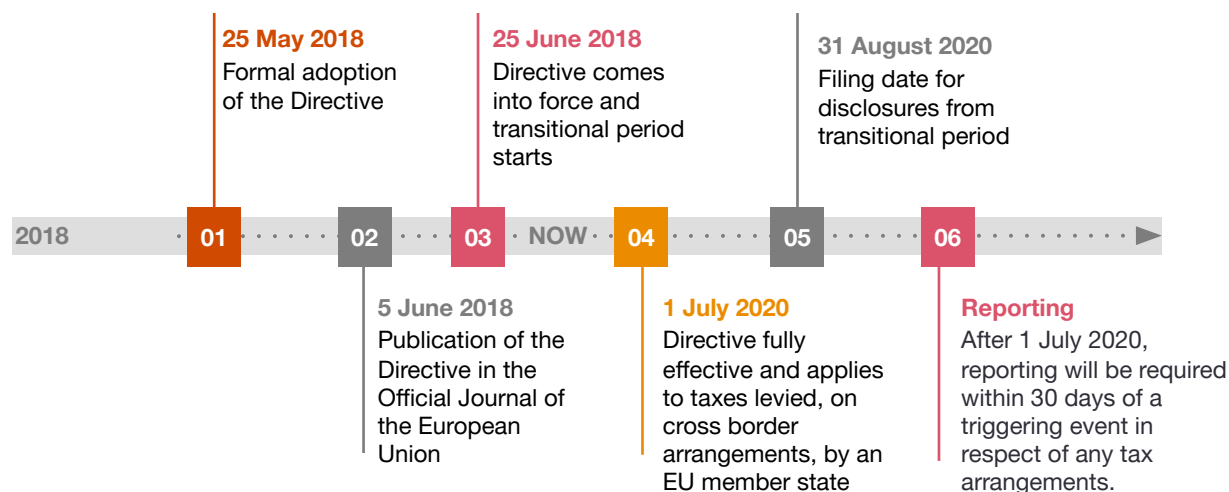 25 May 2018
Formal adoption
of the Directive
25 June 2018
Directive comes
into force and
transitional period
starts
31 August 2020
Filing date for
disclosures from
transitional period
2018 01 02 03 NOW 04 05 06
5 June 2018
Publication of the
Directive in the
Official Journal of
the European
Union
1 July 2020
Directive fully
effective and applies
to taxes levied, on
cross border
arrangements, by an
EU member state
Reporting
After 1 July 2020,
reporting will be required
within 30 days of a
triggering event in
respect of any tax
arrangements.